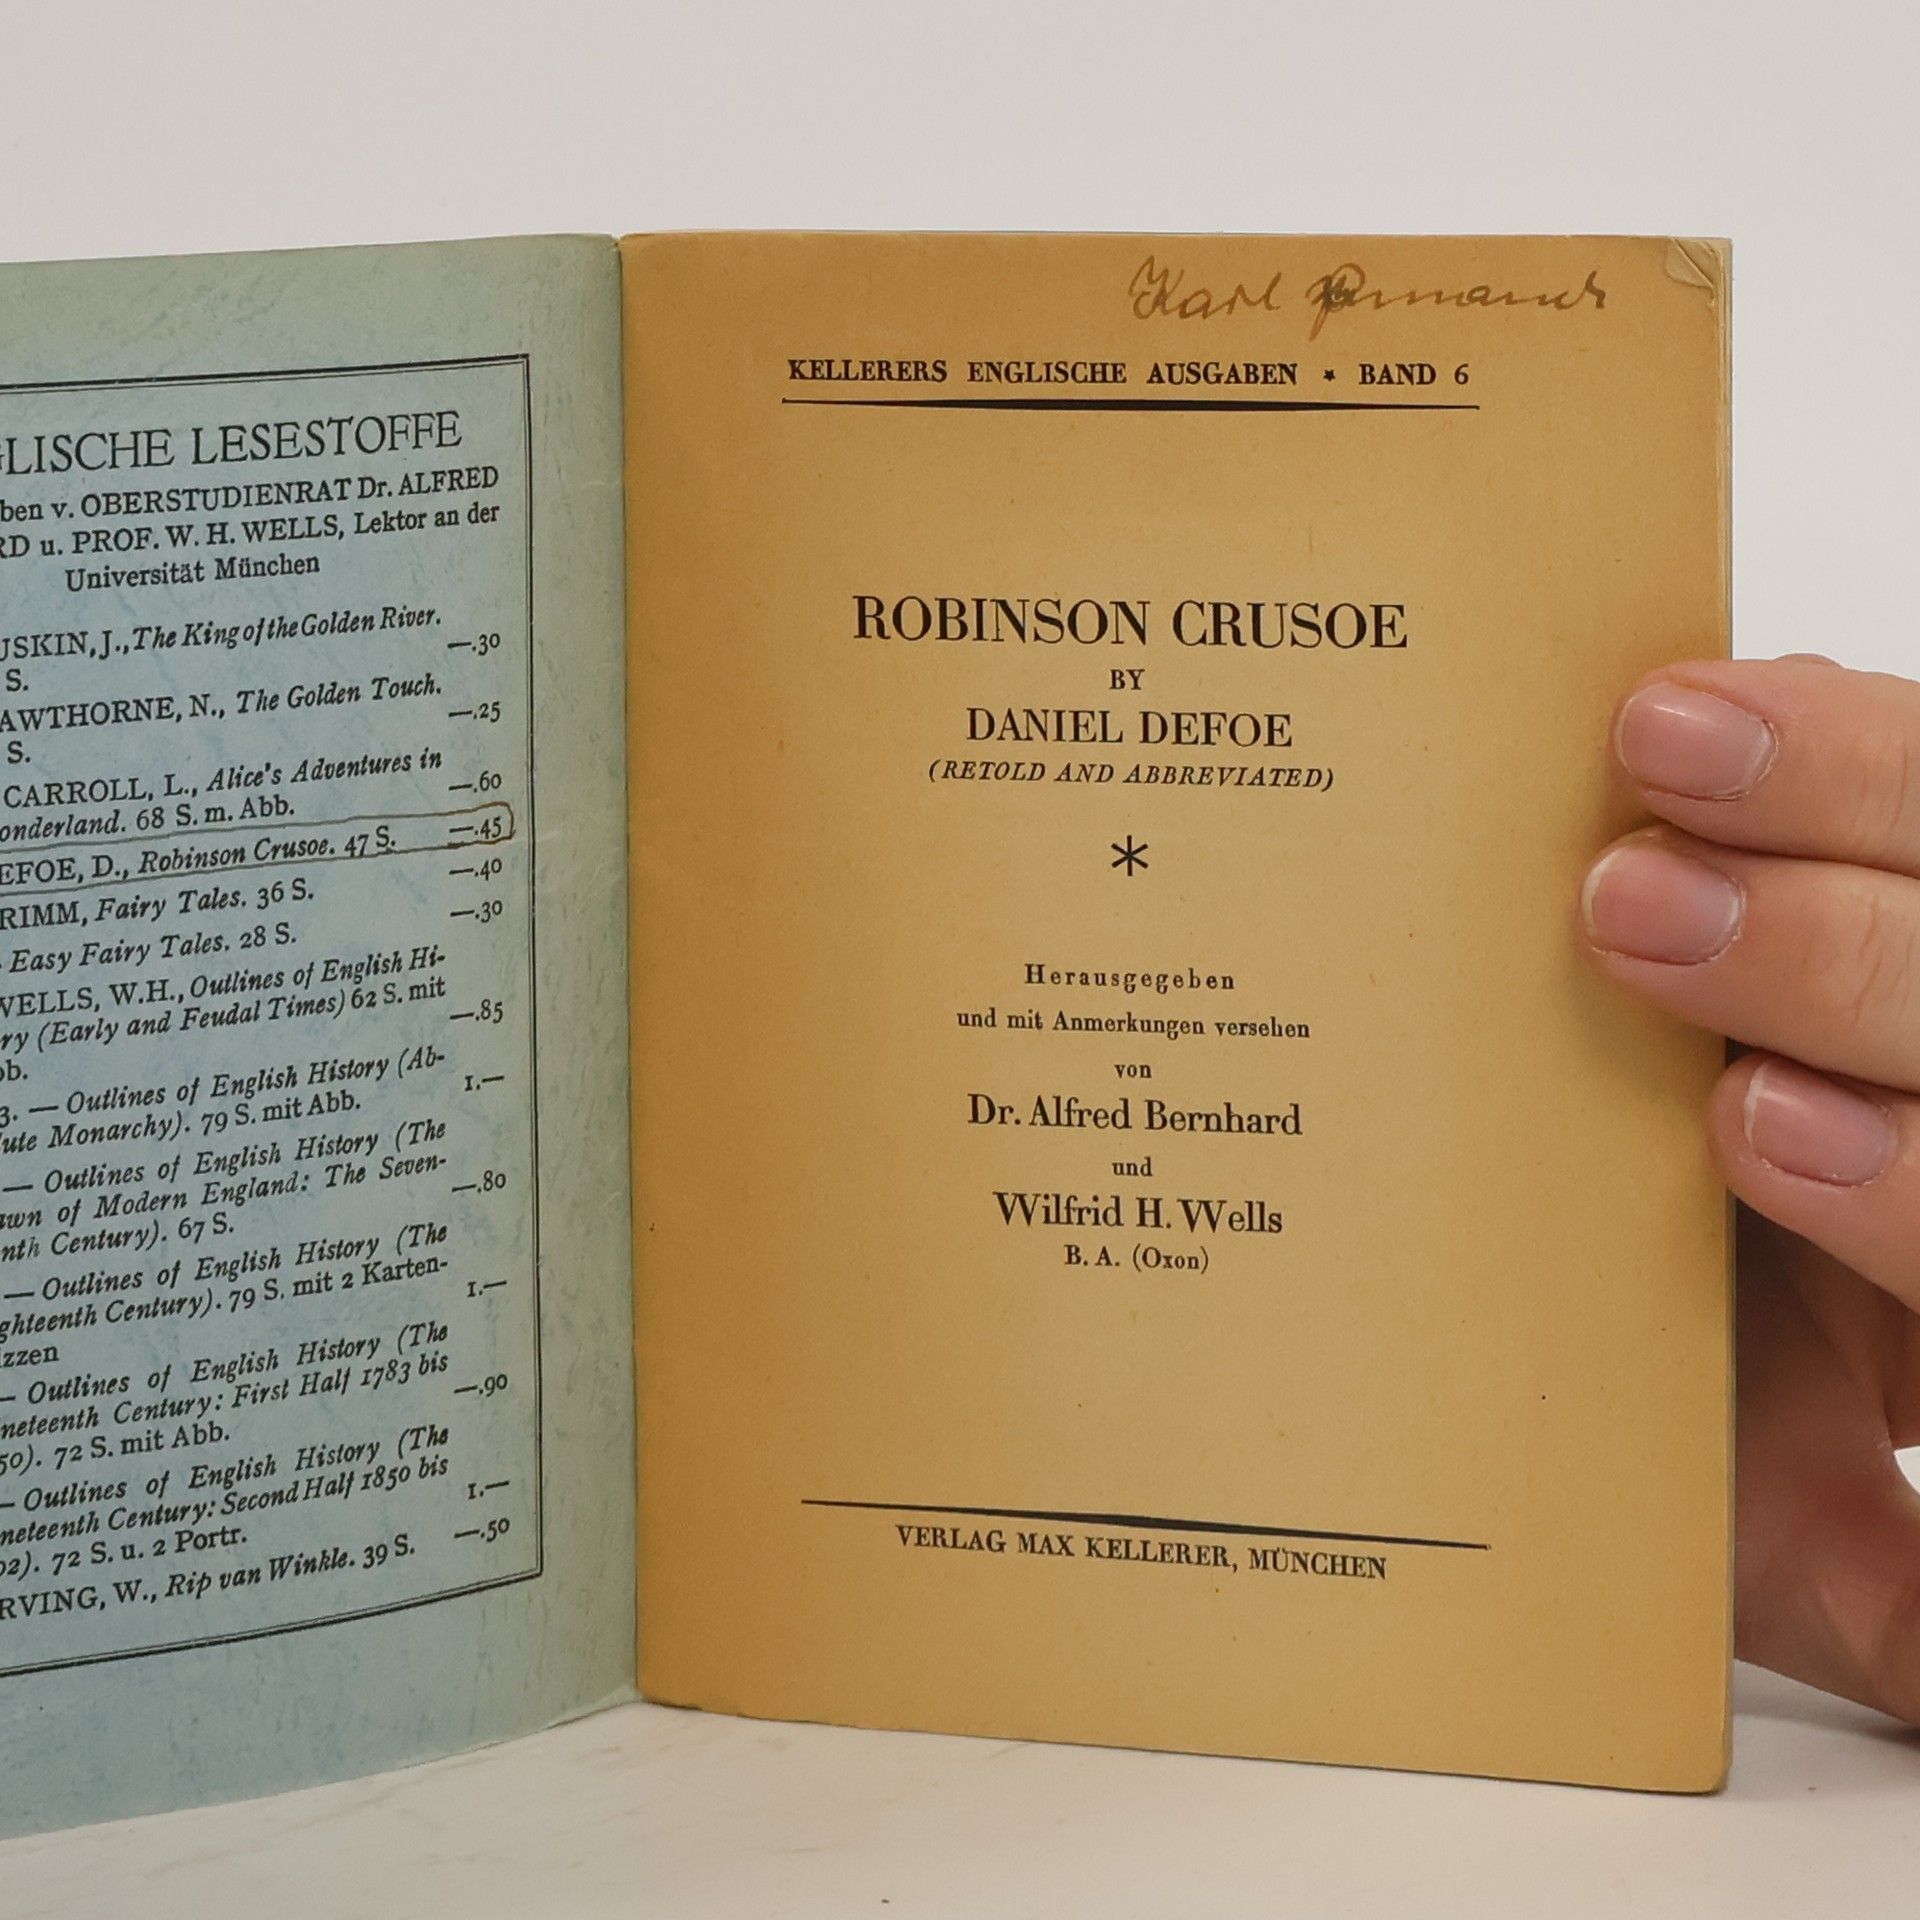 GLISCHE LESESTOFFE
ben v. OBERSTUDIENRAT Dr. ALFRED
RD u. PROF. W. H. WELLS, Lektor an der
Universität München
USKIN, J., The King of the Golden River.
S. —.30
AWTHORNE, N., The Golden Touch.
S. —.25
CARROLL, L., Alice's Adventures in
onderland. 68 S. m. Abb. —.60
EFOE, D., Robinson Crusoe. 47 S. —.45
RIMM, Fairy Tales. 36 S. —.40
- Easy Fairy Tales. 28 S. —.30
WELLS, W.H., Outlines of English Hi-
ry (Early and Feudal Times) 62 S. mit
bb. —.85
3. — Outlines of English History (Ab-
lute Monarchy). 79 S. mit Abb. 1.—
— Outlines of English History (The
awn of Modern England: The Seven-
nth Century). 67 S. —.80
— Outlines of English History (The
ghteenth Century). 79 S. mit 2 Karten-
izzen 1.—
— Outlines of English History (The
neteenth Century: First Half 1783 bis
50). 72 S. mit Abb. —.90
— Outlines of English History (The
neteenth Century: Second Half 1850 bis
02). 72 S. u. 2 Portr. 1.—
RVING, W., Rip van Winkle. 39 S. —.50
Karl
KELLERERS ENGLISCHE AUSGABEN * BAND 6
ROBINSON CRUSOE
BY
DANIEL DEFOE
(RETOLD AND ABBREVIATED)
*
Herausgegeben
und mit Anmerkungen versehen
von
Dr. Alfred Bernhard
und
Wilfrid H. Wells
B. A. (Oxon)
VERLAG MAX KELLERER, MÜNCHEN